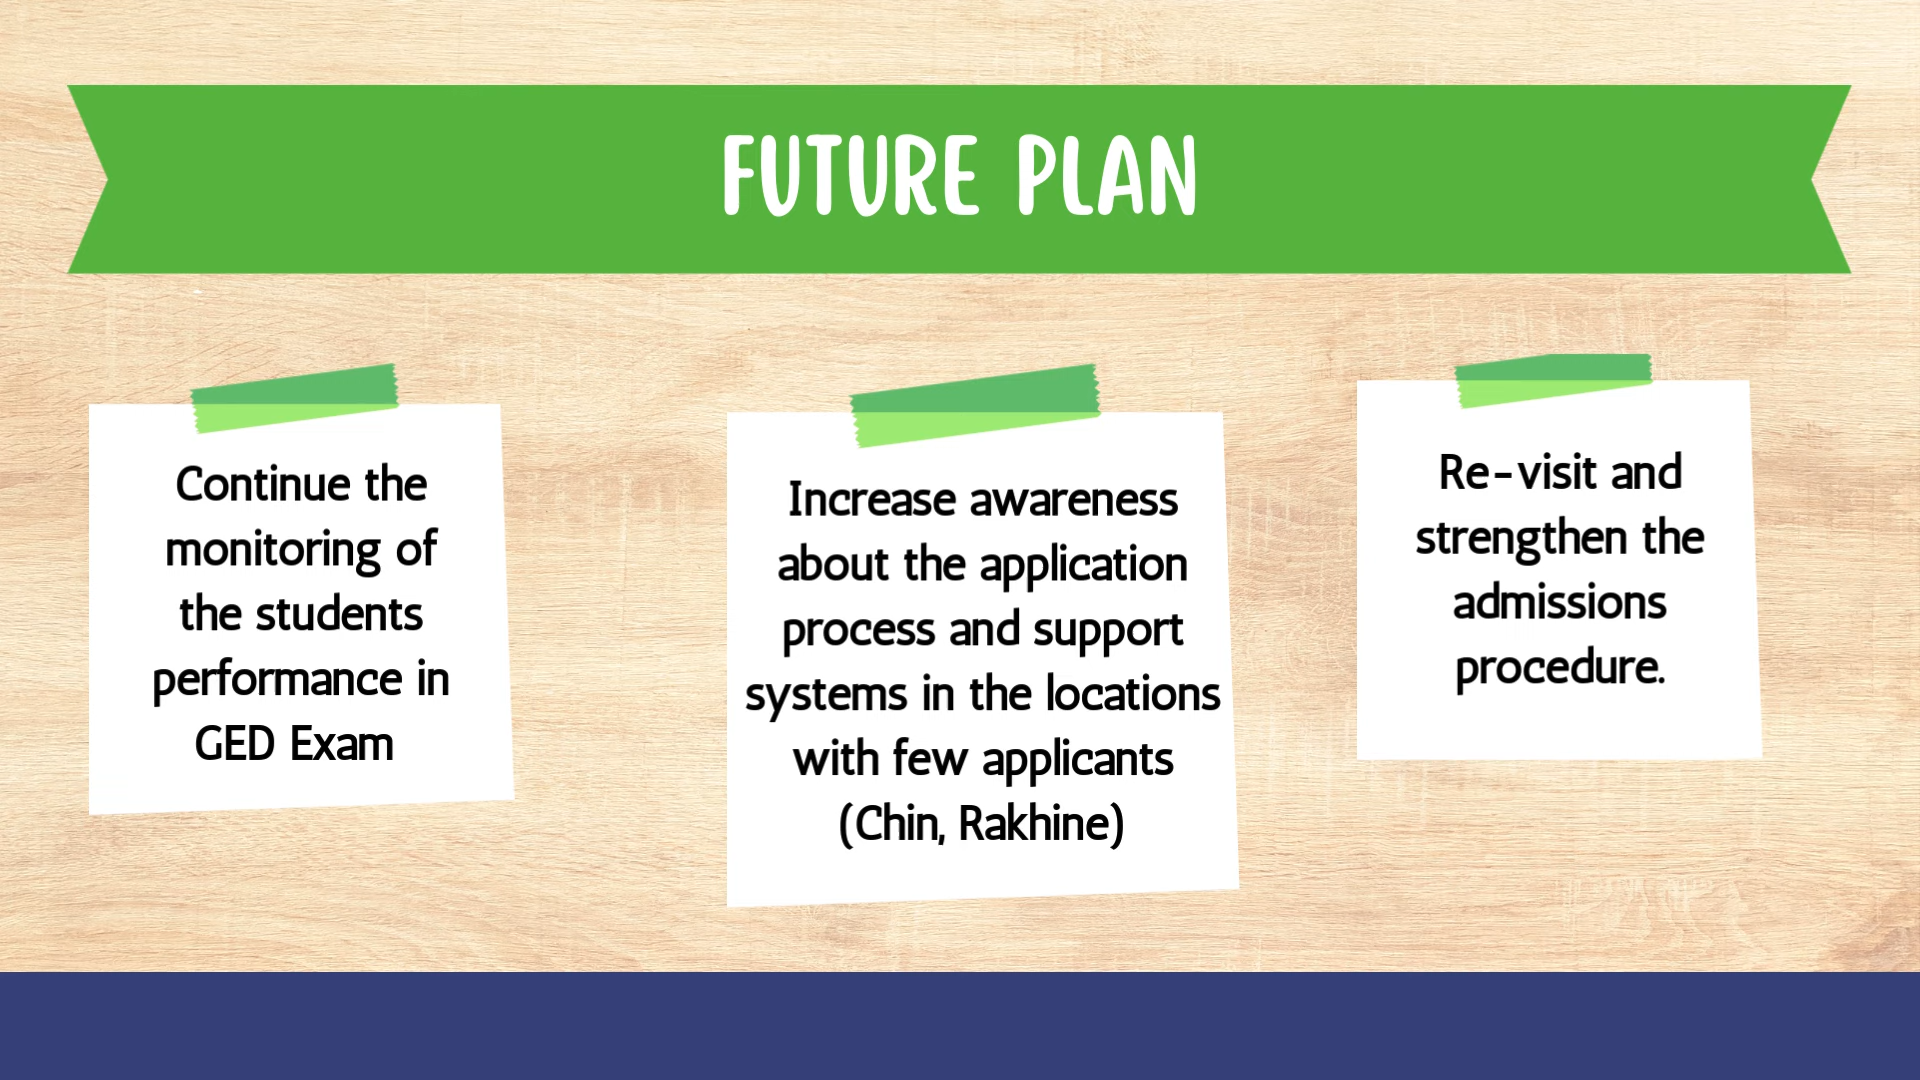 FUTURE PLAN
Continue the
monitoring of
the students
performance in
GED Exam
Increase awareness
about the application
process and support
systems in the locations
with few applicants
(Chin, Rakhine)
Re-visit and
strengthen the
admissions
procedure.